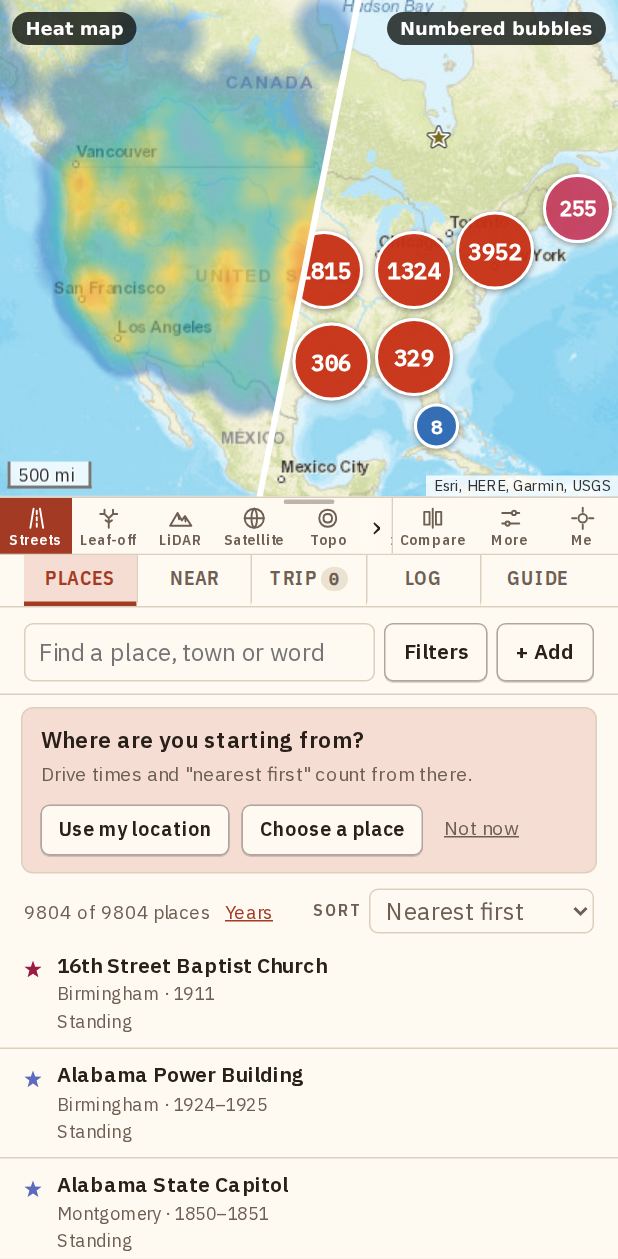 Heat map
Numbered bubbles
Hudson Bay
CANADA
Vancouver
255
3952
York
1815
1324
UNITED S
San Francisco
Los Angeles
306
329
8
MÉXICO
Mexico City
500 mi
Esri, HERE, Garmin, USGS
Streets Leaf-off LiDAR Satellite Topo › Compare More Me
PLACES NEAR TRIP 0 LOG GUIDE
Find a place, town or word Filters + Add
Where are you starting from?
Drive times and "nearest first" count from there.
Use my location Choose a place Not now
9804 of 9804 places Years SORT Nearest first
16th Street Baptist Church
Birmingham · 1911
Standing
Alabama Power Building
Birmingham · 1924–1925
Standing
Alabama State Capitol
Montgomery · 1850–1851
Standing